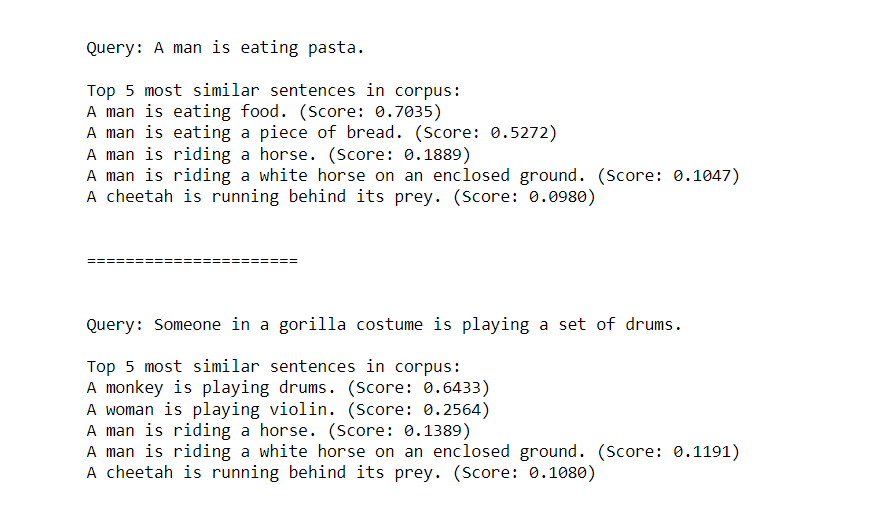 Query: A man is eating pasta.
Top 5 most similar sentences in corpus:
A man is eating food. (Score: 0.7035)
A man is eating a piece of bread. (Score: 0.5272)
A man is riding a horse. (Score: 0.1889)
A man is riding a white horse on an enclosed ground. (Score: 0.1047)
A cheetah is running behind its prey. (Score: 0.0980)
======================
Query: Someone in a gorilla costume is playing a set of drums.
Top 5 most similar sentences in corpus:
A monkey is playing drums. (Score: 0.6433)
A woman is playing violin. (Score: 0.2564)
A man is riding a horse. (Score: 0.1389)
A man is riding a white horse on an enclosed ground. (Score: 0.1191)
A cheetah is running behind its prey. (Score: 0.1080)